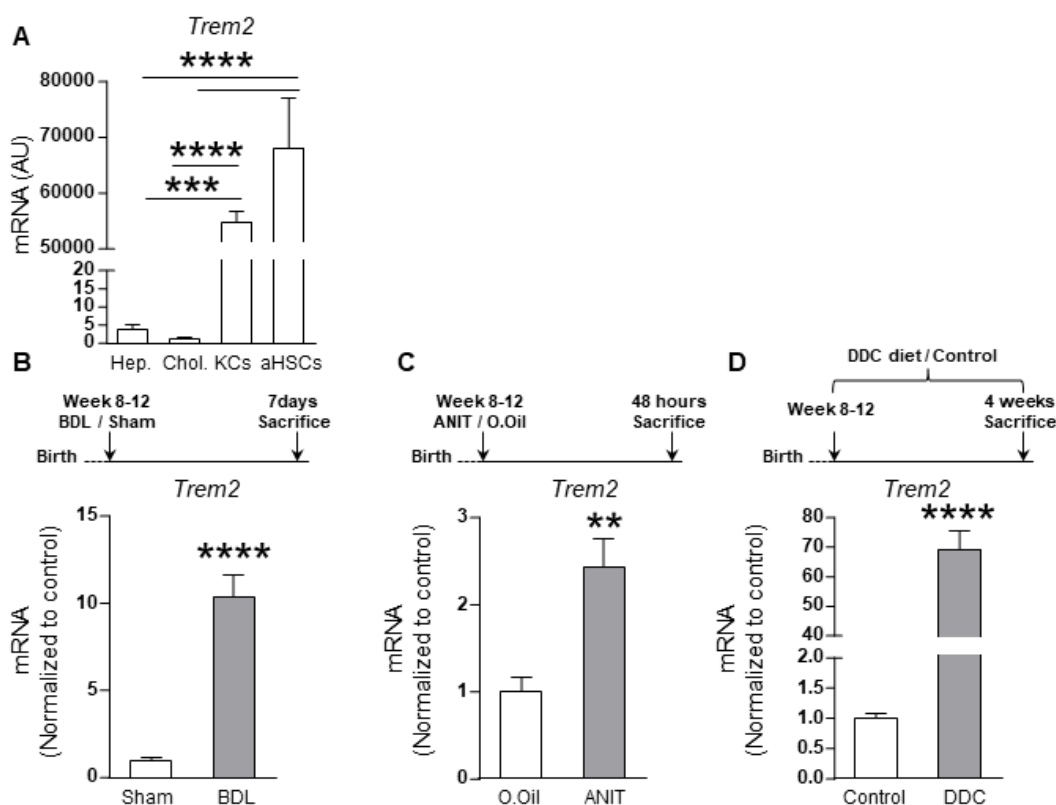 A
Trem2
****
80000
70000
60000
50000
20
15
10
5
0
mRNA (AU)
****
***
Hep. Chol. KCs aHSCs
B
Week 8-12
BDL / Sham
7days
Sacrifice
Birth
Trem2
mRNA
(Normalized to control)
15
10
5
0
****
Sham BDL
C
Week 8-12
ANIT / O.Oil
48 hours
Sacrifice
Birth
Trem2
mRNA
(Normalized to control)
3
2
1
0
**
O.Oil ANIT
D
DDC diet / Control
Week 8-12
4 weeks
Sacrifice
Birth
Trem2
mRNA
(Normalized to control)
80
70
60
50
40
2.0
1.5
1.0
0.5
0.0
****
Control DDC